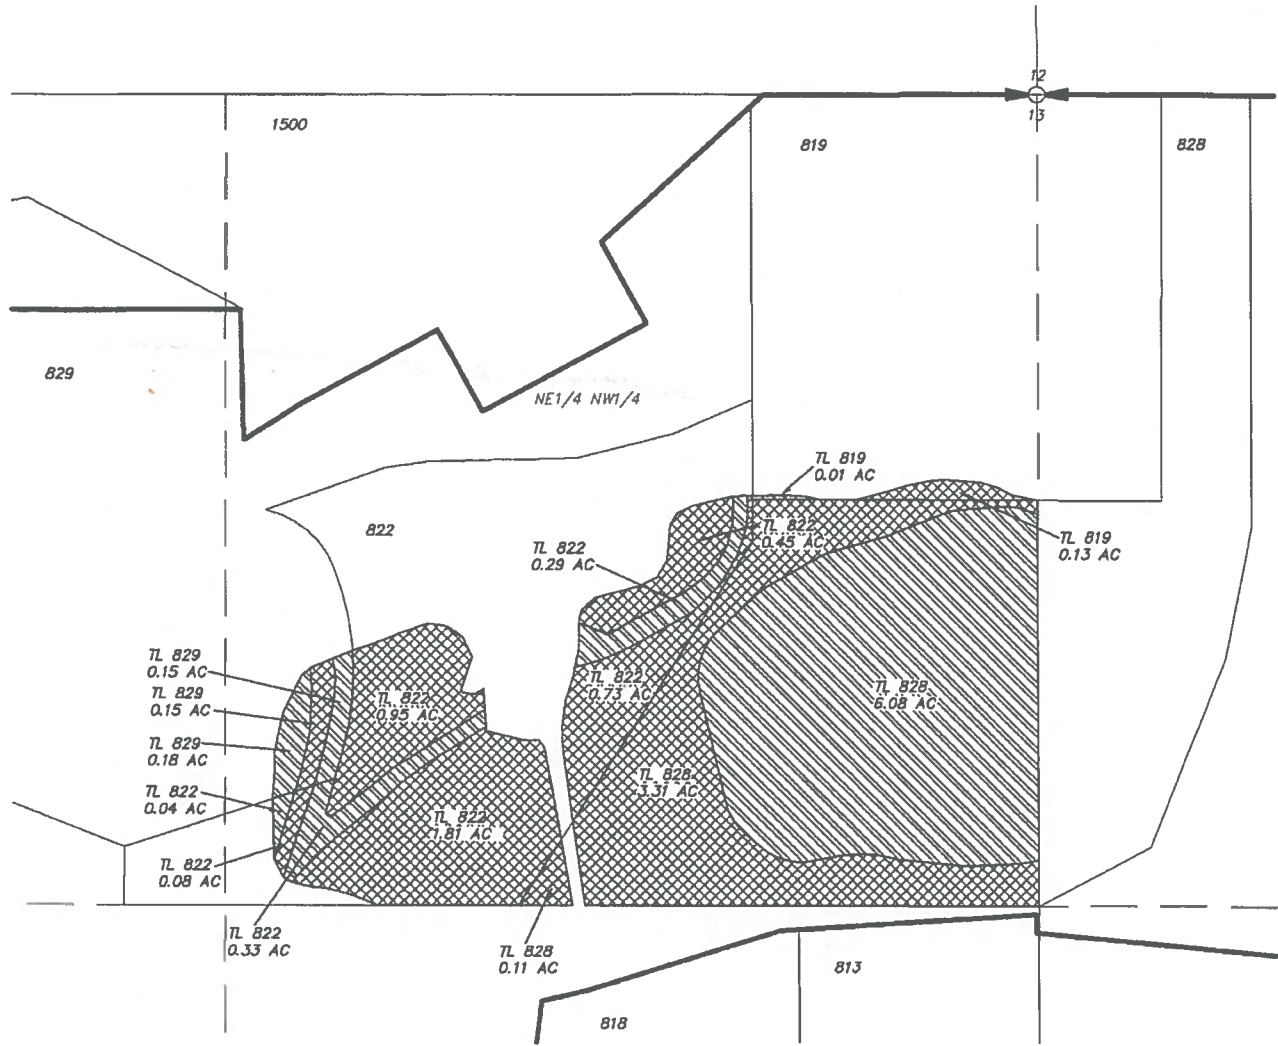 12
13
1500
819
828
829
NE1/4 NW1/4
822
TL 819
0.01 AC
TL 822
0.45 AC
TL 819
0.13 AC
TL 822
0.29 AC
TL 829
0.15 AC
TL 829
0.15 AC
TL 829
0.18 AC
TL 822
0.04 AC
TL 822
0.08 AC
TL 822
0.33 AC
TL 822
0.95 AC
TL 822
1.81 AC
TL 822
0.73 AC
TL 828
6.08 AC
TL 828
3.31 AC
TL 828
0.11 AC
813
818